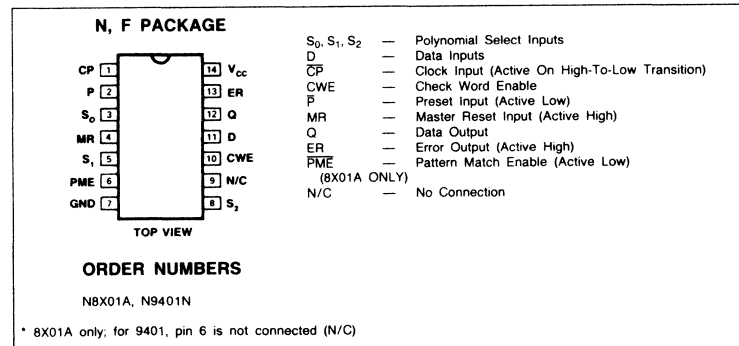 N, F PACKAGE
CP 1
P 2
S₀ 3
MR 4
S₁ 5
PME 6
GND 7
14 Vcc
13 ER
12 Q
11 D
10 CWE
9 N/C
8 S₂
TOP VIEW
S₀, S₁, S₂ — Polynomial Select Inputs
D — Data Inputs
C̅P̅ — Clock Input (Active On High-To-Low Transition)
CWE — Check Word Enable
P̅ — Preset Input (Active Low)
MR — Master Reset Input (Active High)
Q — Data Output
ER — Error Output (Active High)
P̅M̅E̅ — Pattern Match Enable (Active Low)
(8X01A ONLY)
N/C — No Connection
ORDER NUMBERS
N8X01A, N9401N
* 8X01A only; for 9401, pin 6 is not connected (N/C)